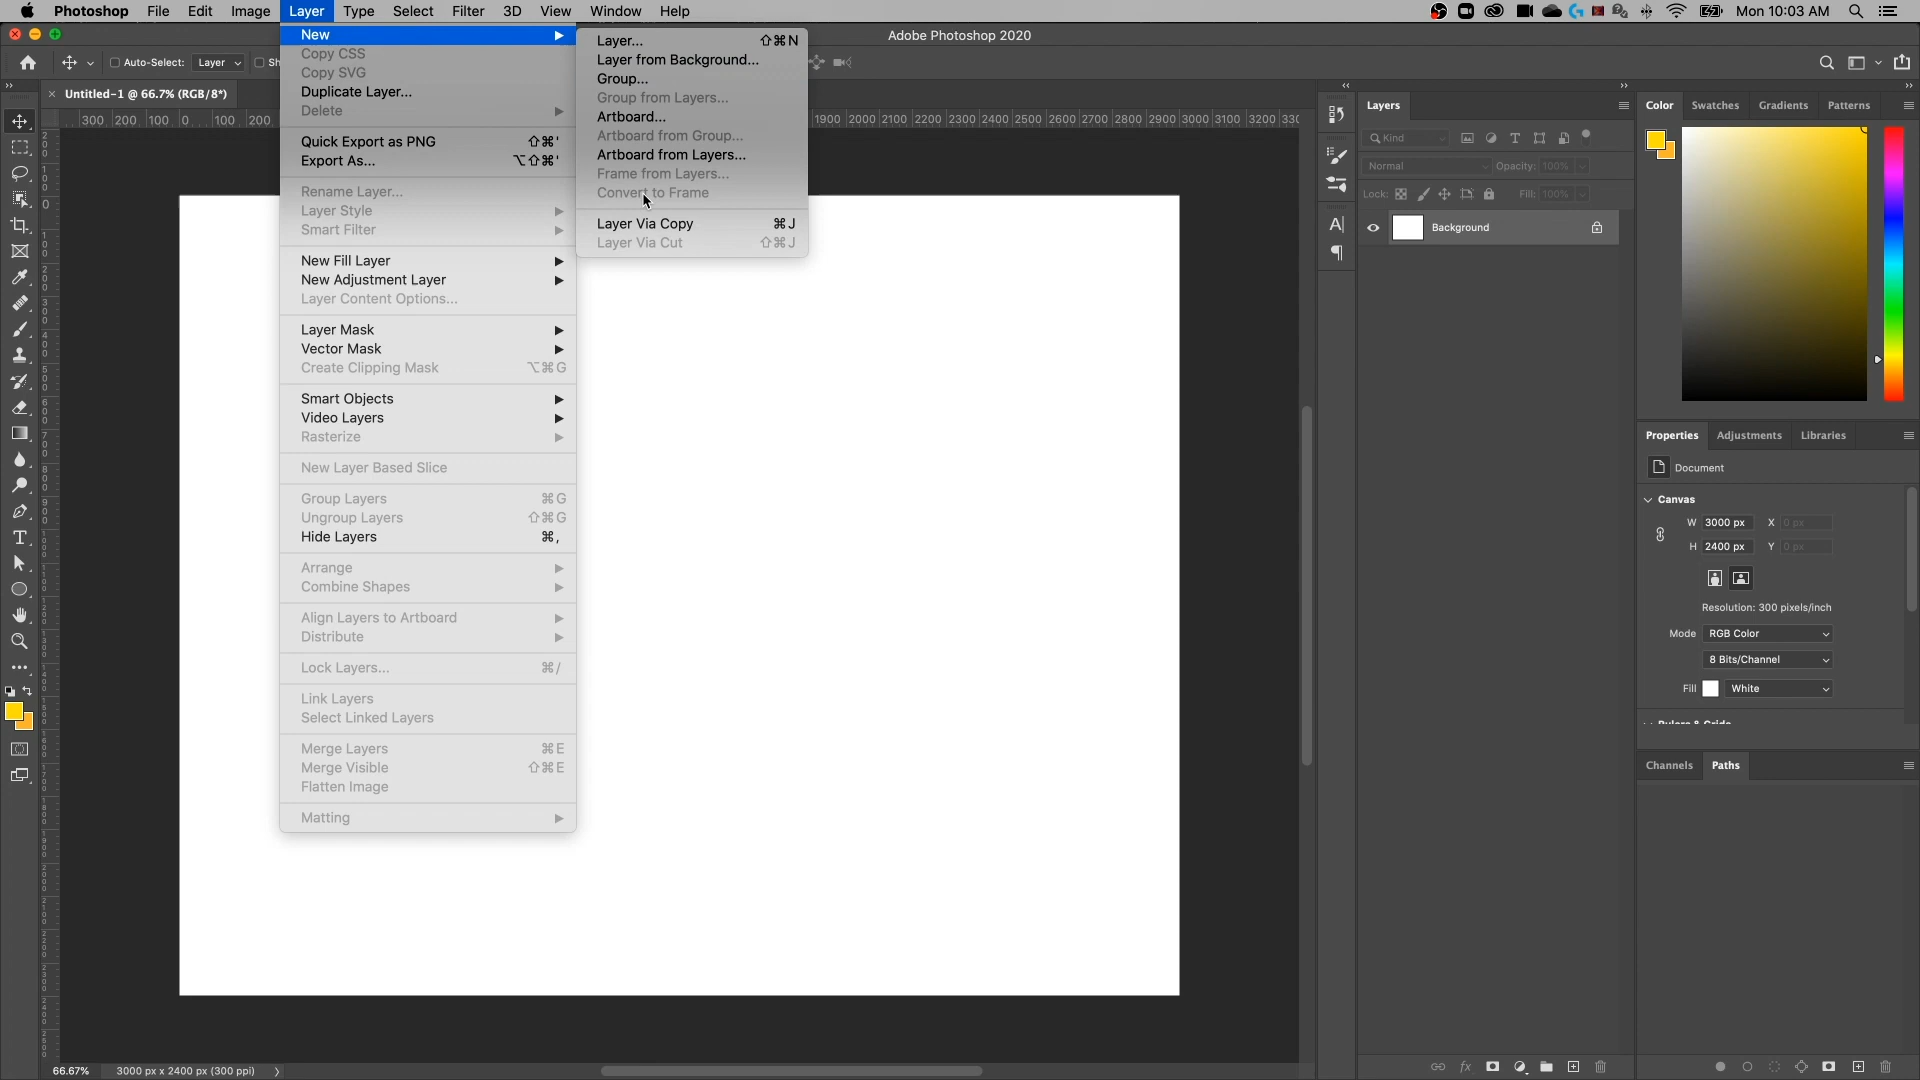 Photoshop File Edit Image Layer Type Select Filter 3D View Window Help Mon 10:03 AM
Adobe Photoshop 2020
Auto-Select: Layer Sh
× Untitled-1 @ 66.7% (RGB/8*)
300 200 100 0 100 200
1900 2000 2100 2200 2300 2400 2500 2600 2700 2800 2900 3000 3100 3200 330
New
Copy CSS
Copy SVG
Duplicate Layer...
Delete
Quick Export as PNG ⇧⌘'
Export As... ⌥⇧⌘'
Rename Layer...
Layer Style
Smart Filter
New Fill Layer
New Adjustment Layer
Layer Content Options...
Layer Mask
Vector Mask
Create Clipping Mask ⌥⌘G
Smart Objects
Video Layers
Rasterize
New Layer Based Slice
Group Layers ⌘G
Ungroup Layers ⇧⌘G
Hide Layers ⌘,
Arrange
Combine Shapes
Align Layers to Artboard
Distribute
Lock Layers... ⌘/
Link Layers
Select Linked Layers
Merge Layers ⌘E
Merge Visible ⇧⌘E
Flatten Image
Matting
Layer... ⇧⌘N
Layer from Background...
Group...
Group from Layers...
Artboard...
Artboard from Group...
Artboard from Layers...
Frame from Layers...
Convert to Frame
Layer Via Copy ⌘J
Layer Via Cut ⇧⌘J
Layers
Kind
Normal Opacity: 100%
Lock: Fill: 100%
Background
Color Swatches Gradients Patterns
Properties Adjustments Libraries
Document
Canvas
W 3000 px X 0 px
H 2400 px Y 0 px
Resolution: 300 pixels/inch
Mode RGB Color
8 Bits/Channel
Fill White
Rulers & Grids
Channels Paths
66.67% 3000 px x 2400 px (300 ppi)